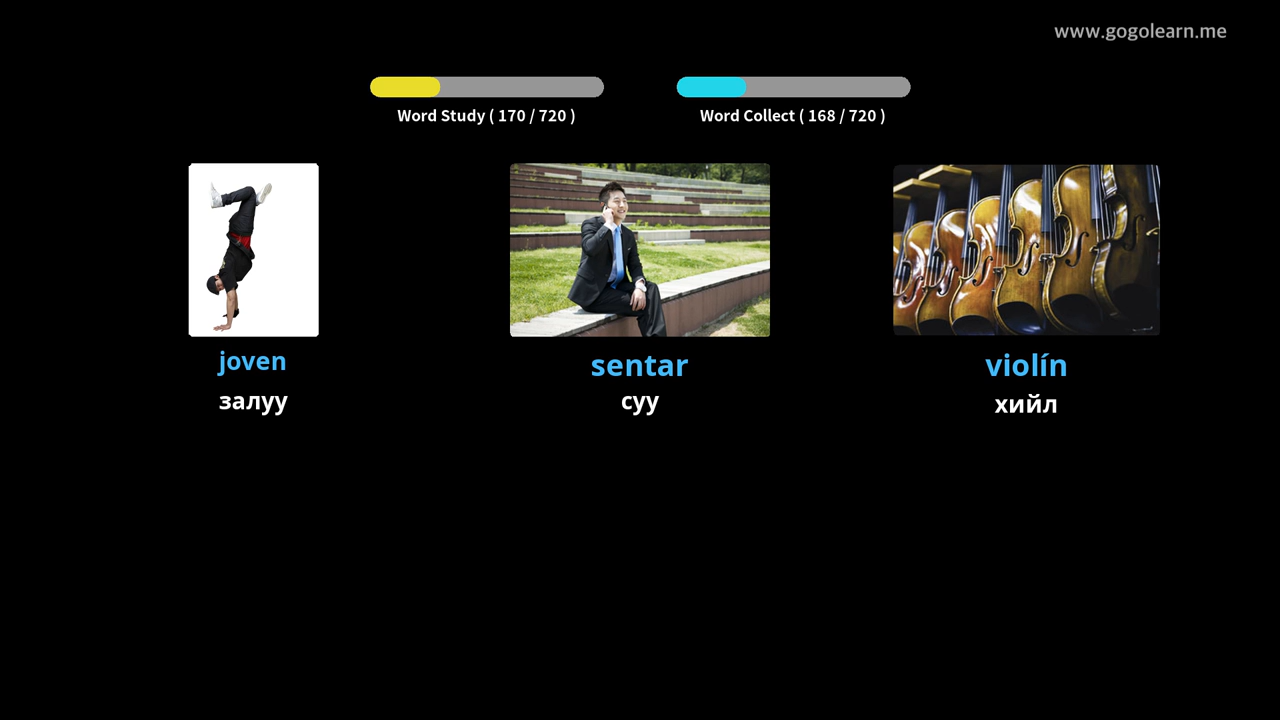 www.gogolearn.me
Word Study ( 170 / 720 )
Word Collect ( 168 / 720 )
joven
sentar
violín
залуу
суу
хийл